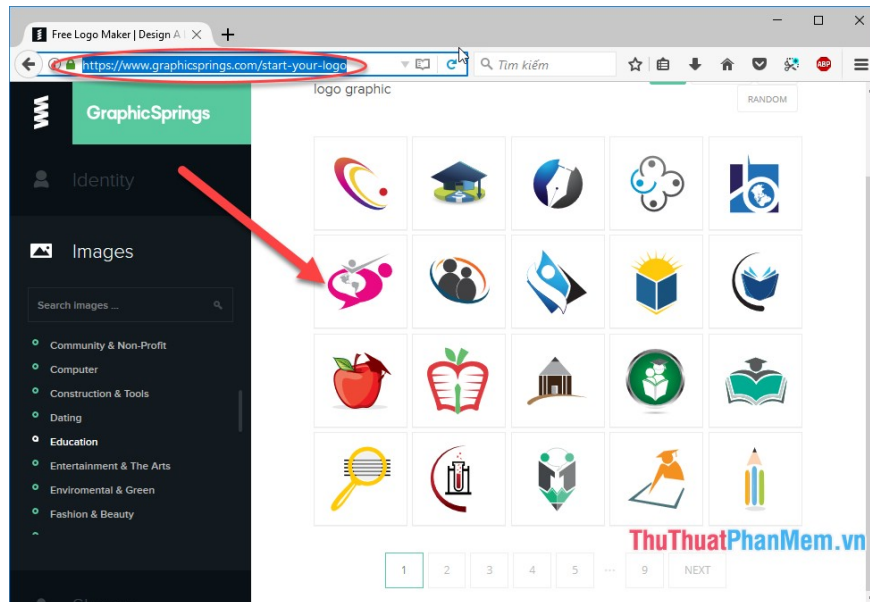 Free Logo Maker | Design A L
https://www.graphicsprings.com/start-your-logo
Tìm kiếm
ABP
GraphicSprings
Identity
Images
Search Images ...
Community & Non-Profit
Computer
Construction & Tools
Dating
Education
Entertainment & The Arts
Enviromental & Green
Fashion & Beauty
logo graphic
RANDOM
ThuThuatPhanMem.vn
1 2 3 4 5 ... 9 NEXT